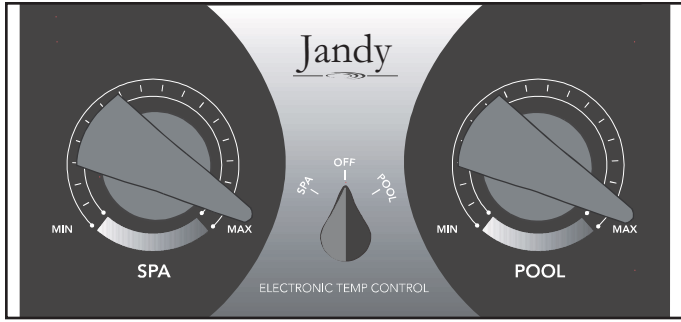 Jandy
OFF
SPA
POOL
MIN
MAX
SPA
MIN
MAX
POOL
ELECTRONIC TEMP CONTROL